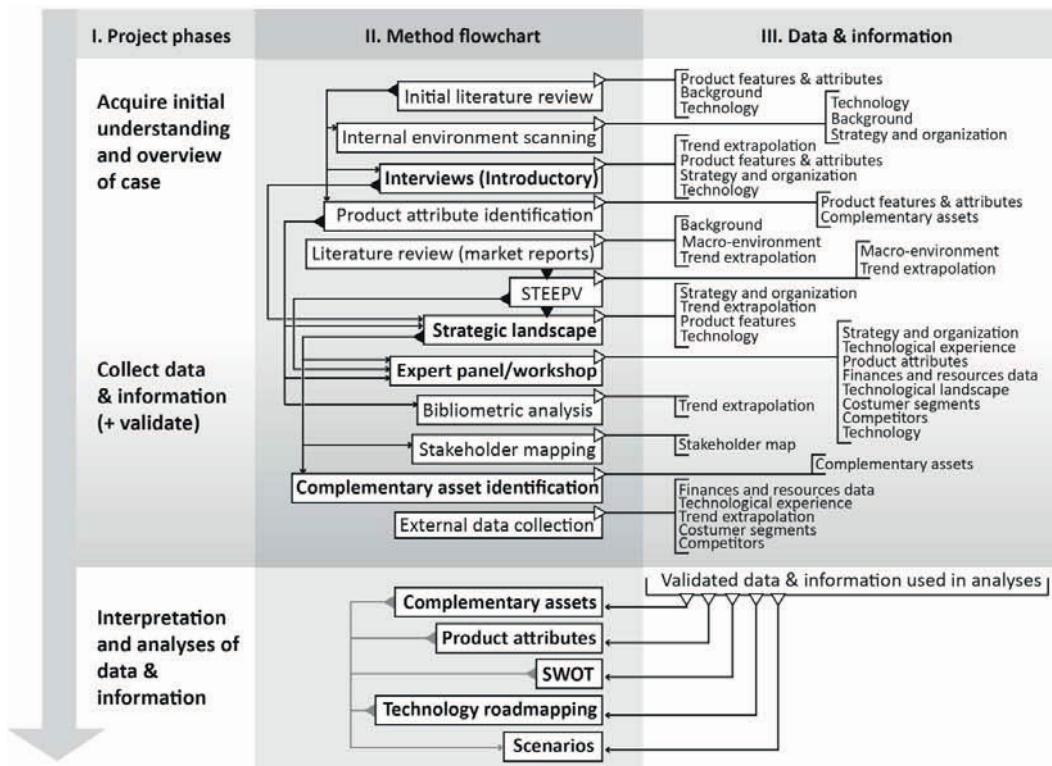 I. Project phases
II. Method flowchart
III. Data & information
Acquire initial
understanding
and overview
of case
Initial literature review
Product features & attributes
Background
Technology
Internal environment scanning
Technology
Background
Strategy and organization
Interviews (Introductory)
Trend extrapolation
Product features & attributes
Strategy and organization
Technology
Product attribute identification
Product features & attributes
Complementary assets
Literature review (market reports)
Background
Macro-environment
Trend extrapolation
STEEPV
Macro-environment
Trend extrapolation
Strategic landscape
Strategy and organization
Trend extrapolation
Product features
Technology
Collect data
& information
(+ validate)
Expert panel/workshop
Strategy and organization
Technological experience
Product attributes
Finances and resources data
Technological landscape
Costumer segments
Competitors
Technology
Bibliometric analysis
Trend extrapolation
Stakeholder mapping
Stakeholder map
Complementary asset identification
Complementary assets
External data collection
Finances and resources data
Technological experience
Trend extrapolation
Costumer segments
Competitors
Interpretation
and analyses of
data &
information
Validated data & information used in analyses
Complementary assets
Product attributes
SWOT
Technology roadmapping
Scenarios